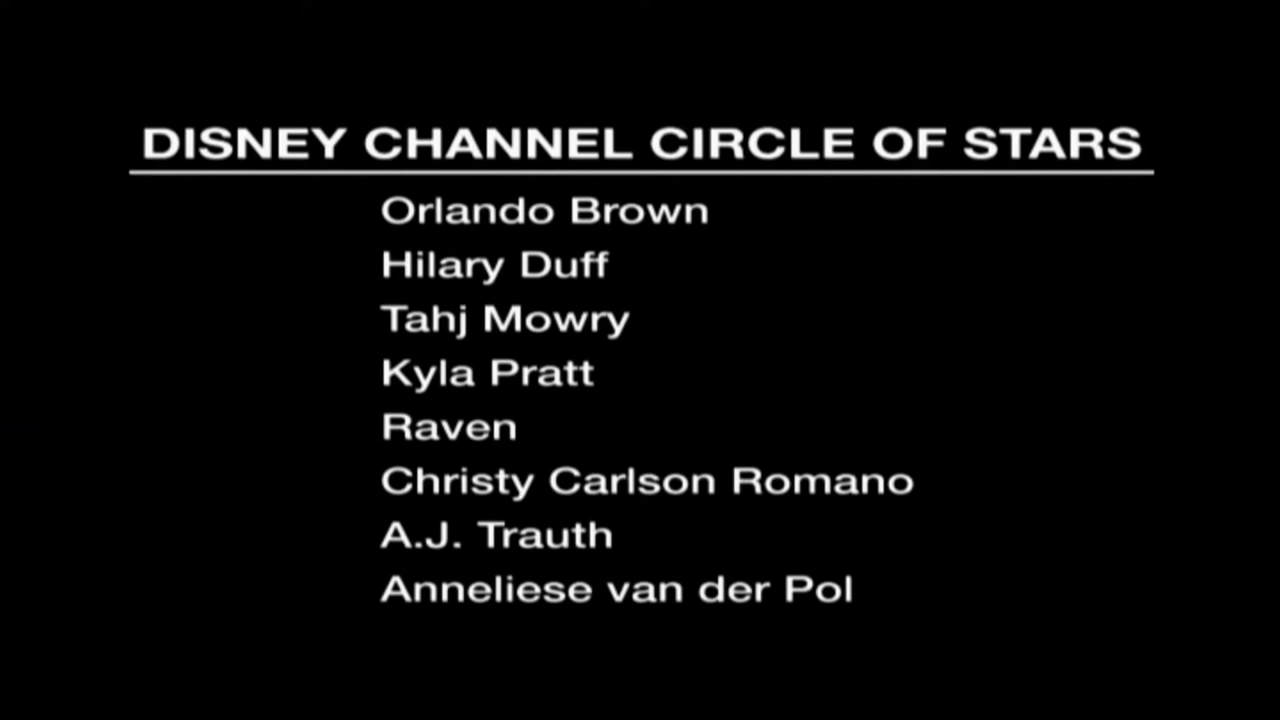 DISNEY CHANNEL CIRCLE OF STARS
Orlando Brown
Hilary Duff
Tahj Mowry
Kyla Pratt
Raven
Christy Carlson Romano
A.J. Trauth
Anneliese van der Pol